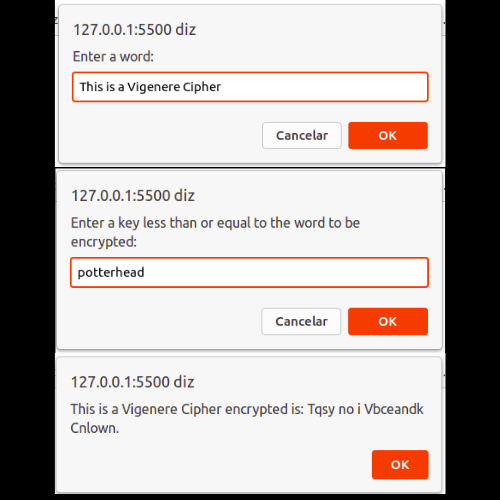 127.0.0.1:5500 diz
Enter a word:
This is a Vigenere Cipher
Cancelar OK
127.0.0.1:5500 diz
Enter a key less than or equal to the word to be
encrypted:
potterhead
Cancelar OK
127.0.0.1:5500 diz
This is a Vigenere Cipher encrypted is: Tqsy no i Vbceandk
Cnlown.
OK